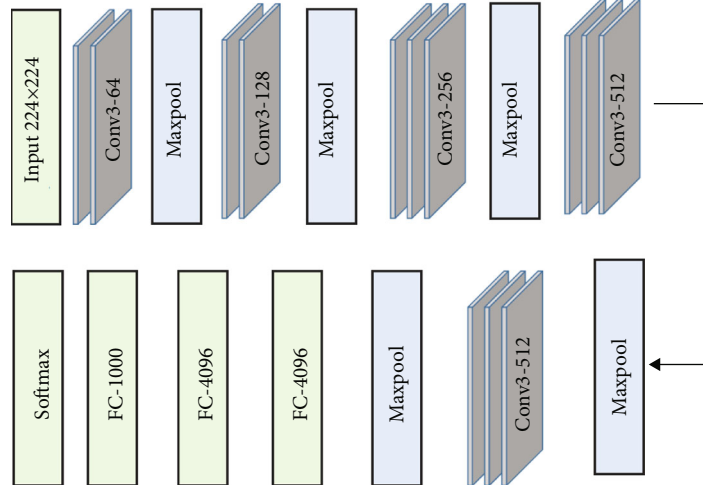 Input 224×224
Conv3-64
Maxpool
Conv3-128
Maxpool
Conv3-256
Maxpool
Conv3-512
Softmax
FC-1000
FC-4096
FC-4096
Maxpool
Conv3-512
Maxpool